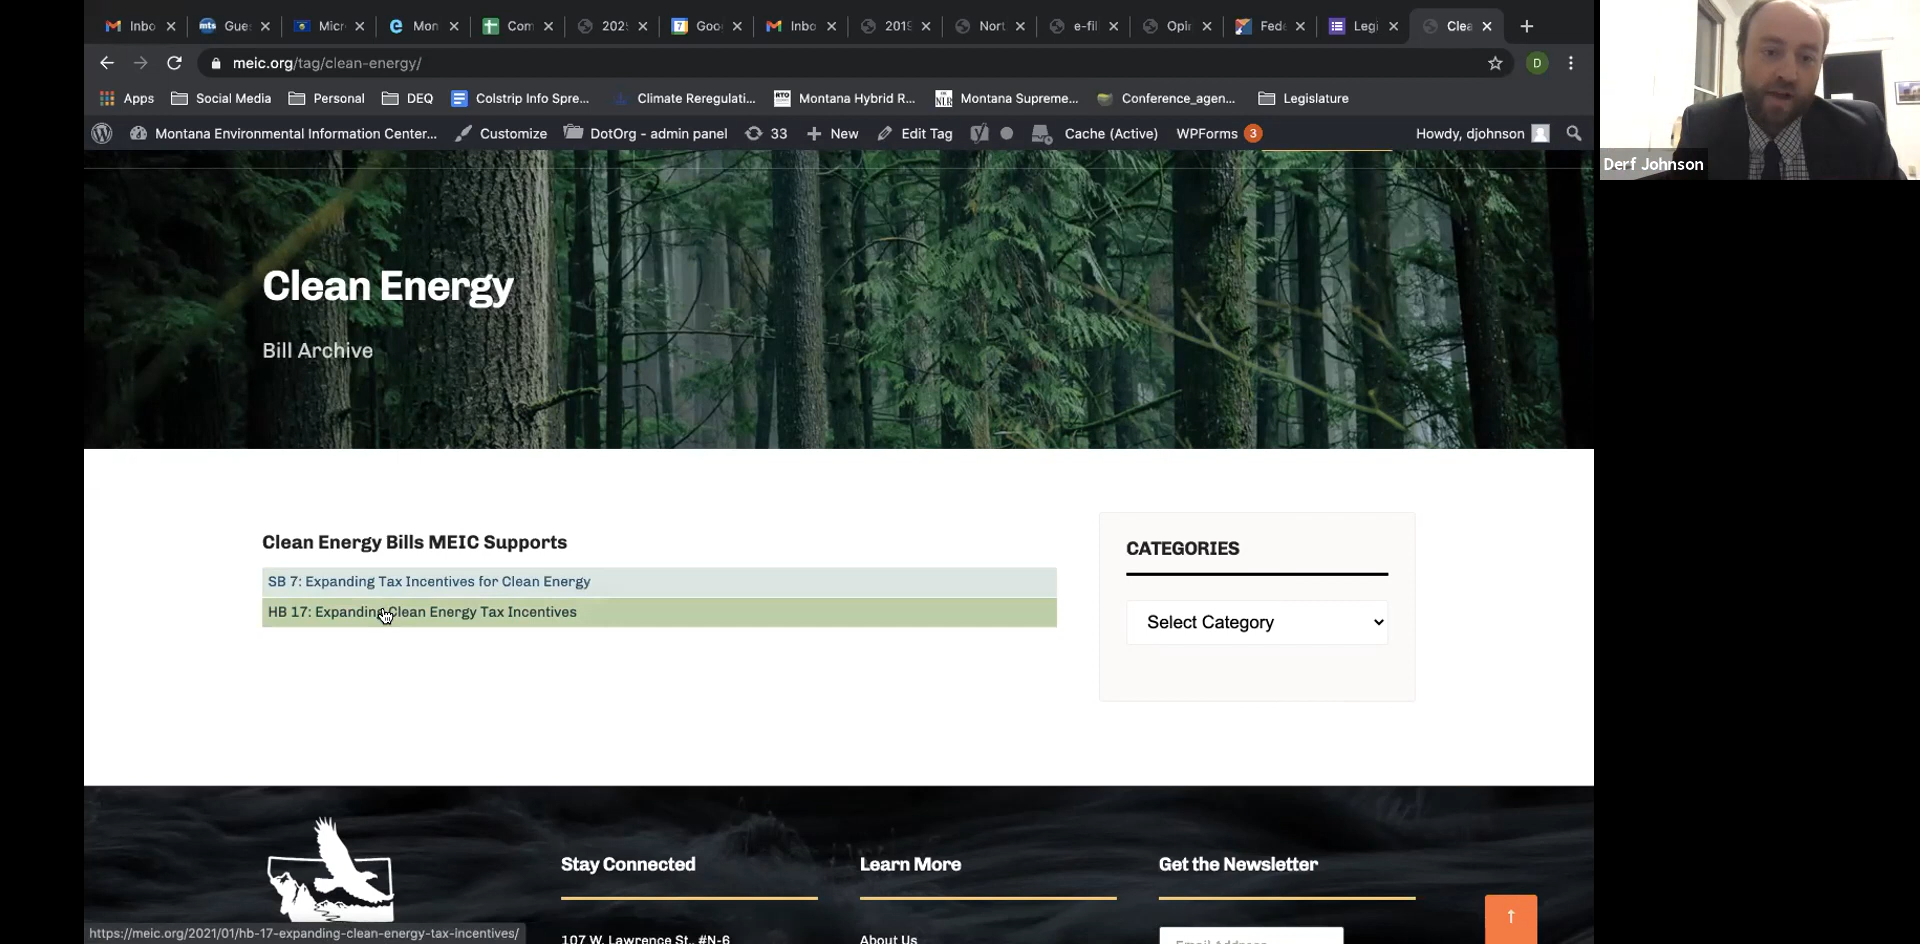 Inbo
Gue
Micr
Mon
Com
202
Goo
Inbo
2019
Nort
e-fil
Opi
Fede
Legi
Clea
meic.org/tag/clean-energy/
D
Apps
Social Media
Personal
DEQ
Colstrip Info Spre...
Climate Reregulati...
Montana Hybrid R...
Montana Supreme...
Conference_agen...
Legislature
Montana Environmental Information Center...
Customize
DotOrg - admin panel
33
New
Edit Tag
Cache (Active)
WPForms 3
Howdy, djohnson
Derf Johnson
Clean Energy
Bill Archive
Clean Energy Bills MEIC Supports
SB 7: Expanding Tax Incentives for Clean Energy
HB 17: Expanding Clean Energy Tax Incentives
CATEGORIES
Select Category
Stay Connected
Learn More
Get the Newsletter
107 W. Lawrence St., #N-6
About Us
Email Address
https://meic.org/2021/01/hb-17-expanding-clean-energy-tax-incentives/